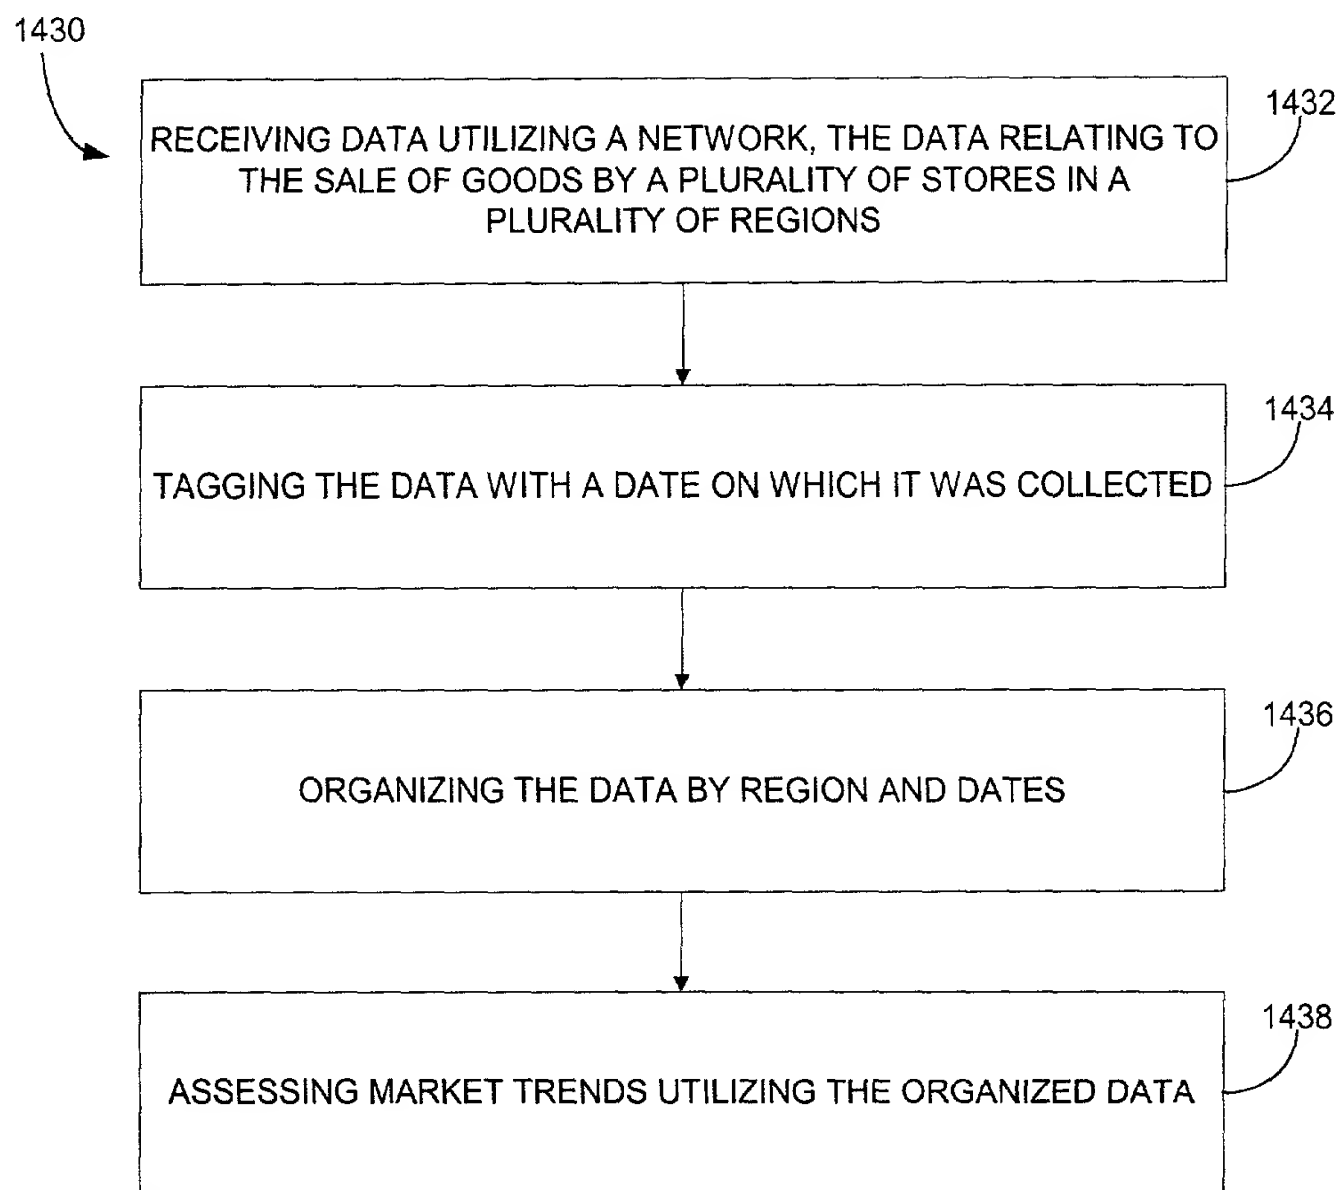 1430
1432
RECEIVING DATA UTILIZING A NETWORK, THE DATA RELATING TO
THE SALE OF GOODS BY A PLURALITY OF STORES IN A
PLURALITY OF REGIONS
1434
TAGGING THE DATA WITH A DATE ON WHICH IT WAS COLLECTED
1436
ORGANIZING THE DATA BY REGION AND DATES
1438
ASSESSING MARKET TRENDS UTILIZING THE ORGANIZED DATA